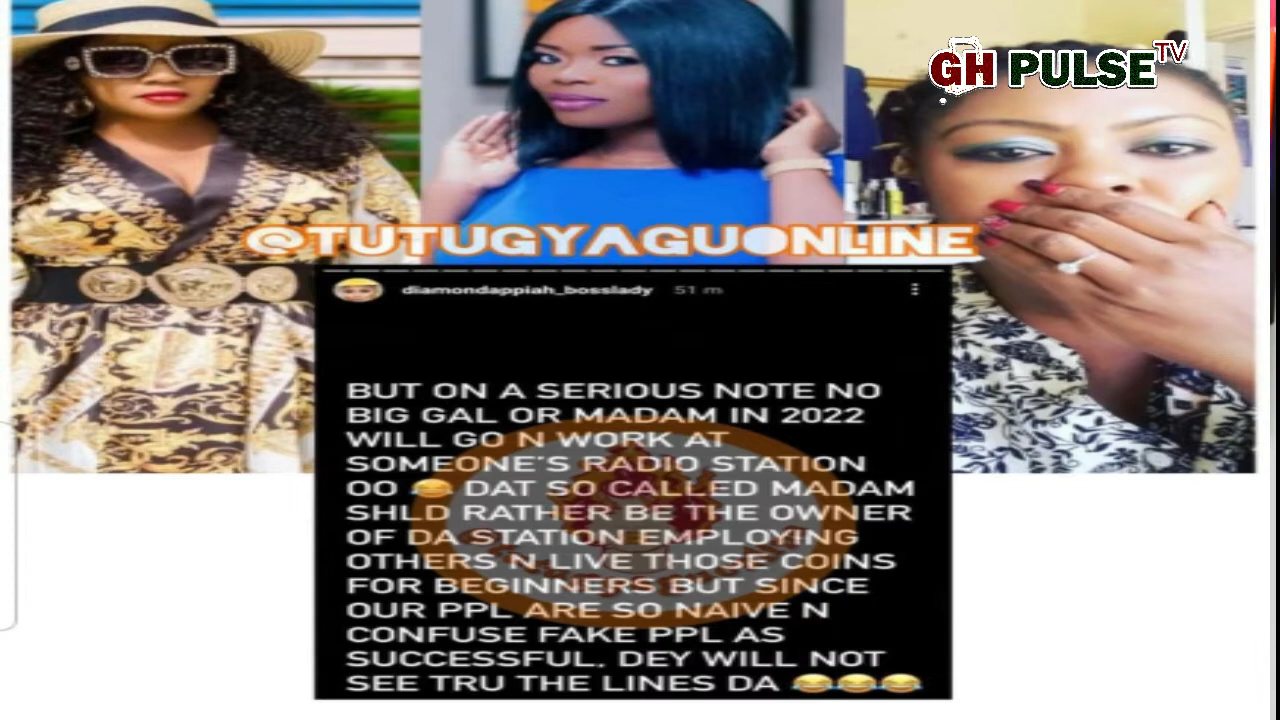 GH PULSE TV
@TUTUGYAGUONLINE
diamondappiah_bosslady 51 m
BUT ON A SERIOUS NOTE NO
BIG GAL OR MADAM IN 2022
WILL GO N WORK AT
SOMEONE'S RADIO STATION
OO 😂 DAT SO CALLED MADAM
SHLD RATHER BE THE OWNER
OF DA STATION EMPLOYING
OTHERS N LIVE THOSE COINS
FOR BEGINNERS BUT SINCE
OUR PPL ARE SO NAIVE N
CONFUSE FAKE PPL AS
SUCCESSFUL, DEY WILL NOT
SEE TRU THE LINES DA 😂😂😂